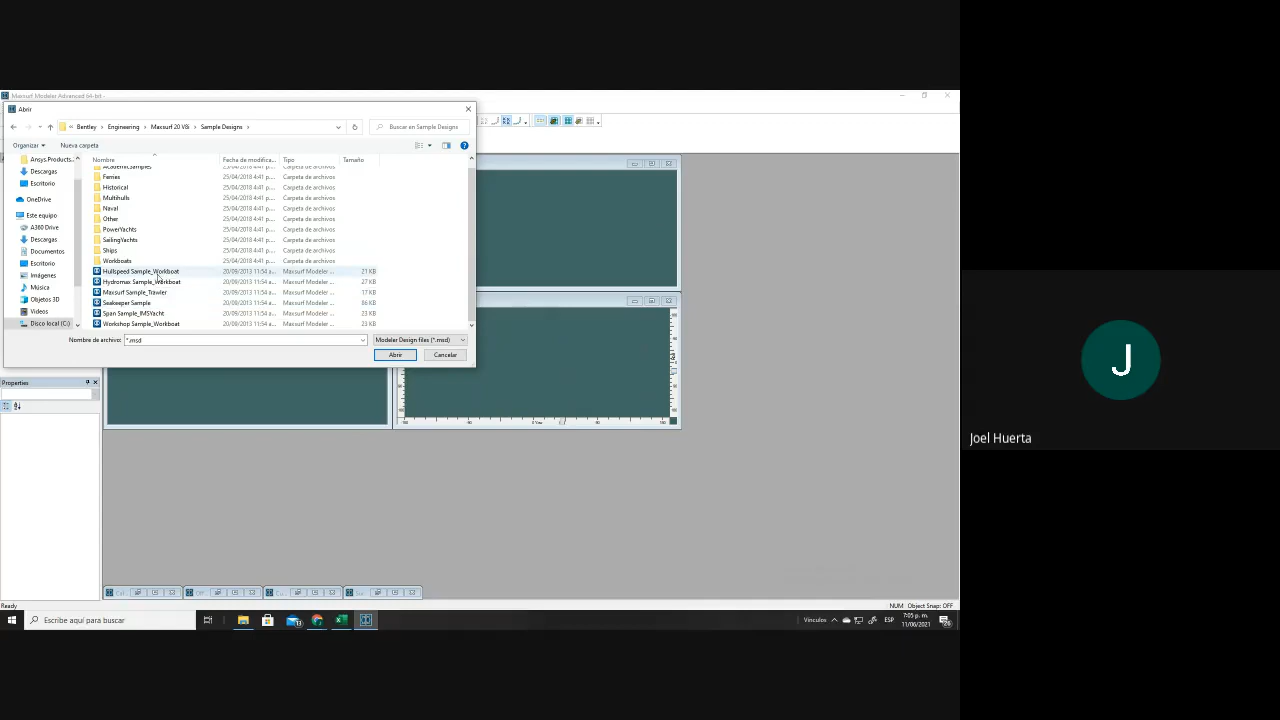 Maxsurf Modeler Advanced 64-bit -
Abrir
« Bentley › Engineering › Maxsurf 20 V8i › Sample Designs ›
Buscar en Sample Designs
Organizar
Nueva carpeta
Nombre
Fecha de modifica...
Tipo
Tamaño
Ansys.Products...
Descargas
Escritorio
OneDrive
Este equipo
A360 Drive
Descargas
Documentos
Escritorio
Imágenes
Música
Objetos 3D
Videos
Disco local (C:)
AcademicSamples
Ferries 25/04/2018 4:41 p.... Carpeta de archivos
Historical 25/04/2018 4:41 p.... Carpeta de archivos
Multihulls 25/04/2018 4:41 p.... Carpeta de archivos
Naval 25/04/2018 4:41 p.... Carpeta de archivos
Other 25/04/2018 4:41 p.... Carpeta de archivos
PowerYachts 25/04/2018 4:41 p.... Carpeta de archivos
SailingYachts 25/04/2018 4:41 p.... Carpeta de archivos
Ships 25/04/2018 4:41 p.... Carpeta de archivos
Workboats 25/04/2018 4:41 p.... Carpeta de archivos
Hullspeed Sample_Workboat 20/09/2013 11:54 a... Maxsurf Modeler ... 21 KB
Hydromax Sample_Workboat 20/09/2013 11:54 a... Maxsurf Modeler ... 27 KB
Maxsurf Sample_Trawler 20/09/2013 11:54 a... Maxsurf Modeler ... 17 KB
Seakeeper Sample 20/09/2013 11:54 a... Maxsurf Modeler ... 86 KB
Span Sample_IMSYacht 20/09/2013 11:54 a... Maxsurf Modeler ... 23 KB
Workshop Sample_Workboat 20/09/2013 11:54 a... Maxsurf Modeler ... 23 KB
Nombre de archivo: *.msd
Modeler Design files (*.msd)
Abrir
Cancelar
Properties
Ready
NUM Object Snap: OFF
Escribe aquí para buscar
Vínculos
ESP
7:05 p. m.
11/06/2021
J
Joel Huerta